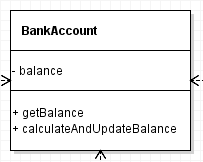 BankAccount
- balance
+ getBalance
+ calculateAndUpdateBalance